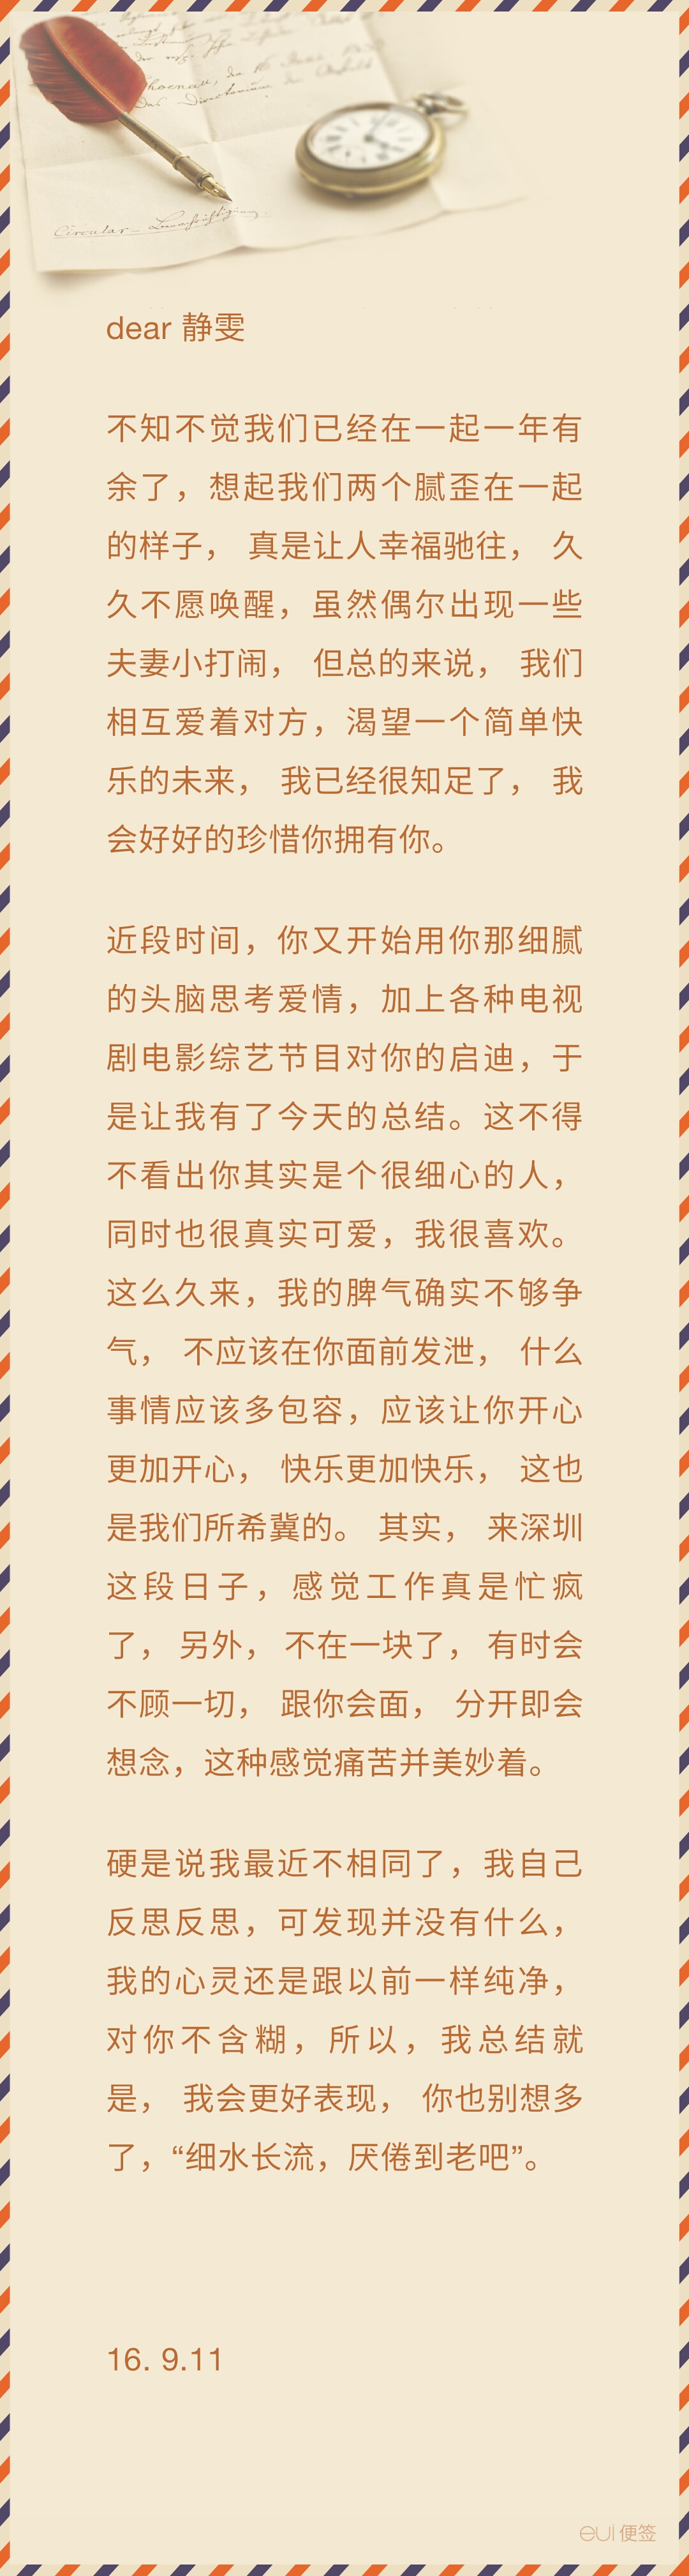 Circular-
dear 静雯
不知不觉我们已经在一起一年有
余了，想起我们两个腻歪在一起
的样子， 真是让人幸福驰往， 久
久不愿唤醒，虽然偶尔出现一些
夫妻小打闹， 但总的来说， 我们
相互爱着对方，渴望一个简单快
乐的未来， 我已经很知足了， 我
会好好的珍惜你拥有你。
近段时间，你又开始用你那细腻
的头脑思考爱情，加上各种电视
剧电影综艺节目对你的启迪，于
是让我有了今天的总结。这不得
不看出你其实是个很细心的人，
同时也很真实可爱，我很喜欢。
这么久来，我的脾气确实不够争
气， 不应该在你面前发泄， 什么
事情应该多包容，应该让你开心
更加开心， 快乐更加快乐， 这也
是我们所希冀的。 其实， 来深圳
这段日子，感觉工作真是忙疯
了， 另外， 不在一块了， 有时会
不顾一切， 跟你会面， 分开即会
想念，这种感觉痛苦并美妙着。
硬是说我最近不相同了，我自己
反思反思，可发现并没有什么，
我的心灵还是跟以前一样纯净，
对你不含糊，所以，我总结就
是， 我会更好表现， 你也别想多
了，“细水长流，厌倦到老吧”。
16. 9.11
eui 便签